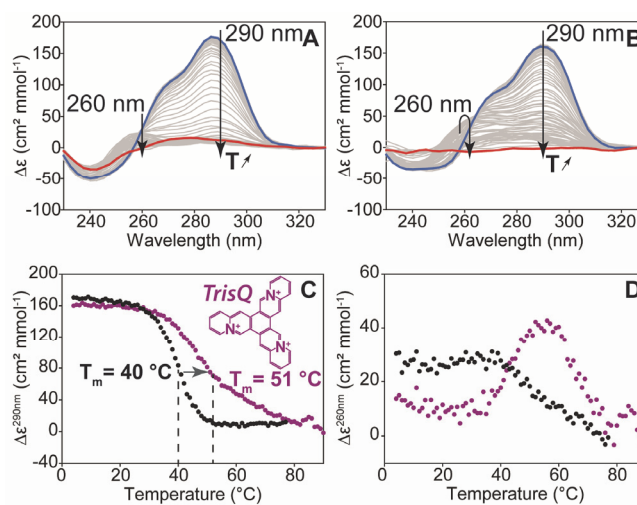 200 290 nm A
150
100
50 260 nm
0
-50 T
-100
240 260 280 300 320
Wavelength (nm)
Δε (cm² mmol⁻¹)
200 290 nm B
150
100
50 260 nm
0
-50 T
-100
240 260 280 300 320
Wavelength (nm)
Δε (cm² mmol⁻¹)
200 C
160 TrisQ
120 N⁺ N⁺ N⁺
80 Tm = 40 °C Tm = 51 °C
40
0
-40
0 20 40 60 80
Temperature (°C)
Δε²⁹⁰ⁿᵐ (cm² mmol⁻¹)
60 D
40
20
0
0 20 40 60 80
Temperature (°C)
Δε²⁶⁰ⁿᵐ (cm² mmol⁻¹)